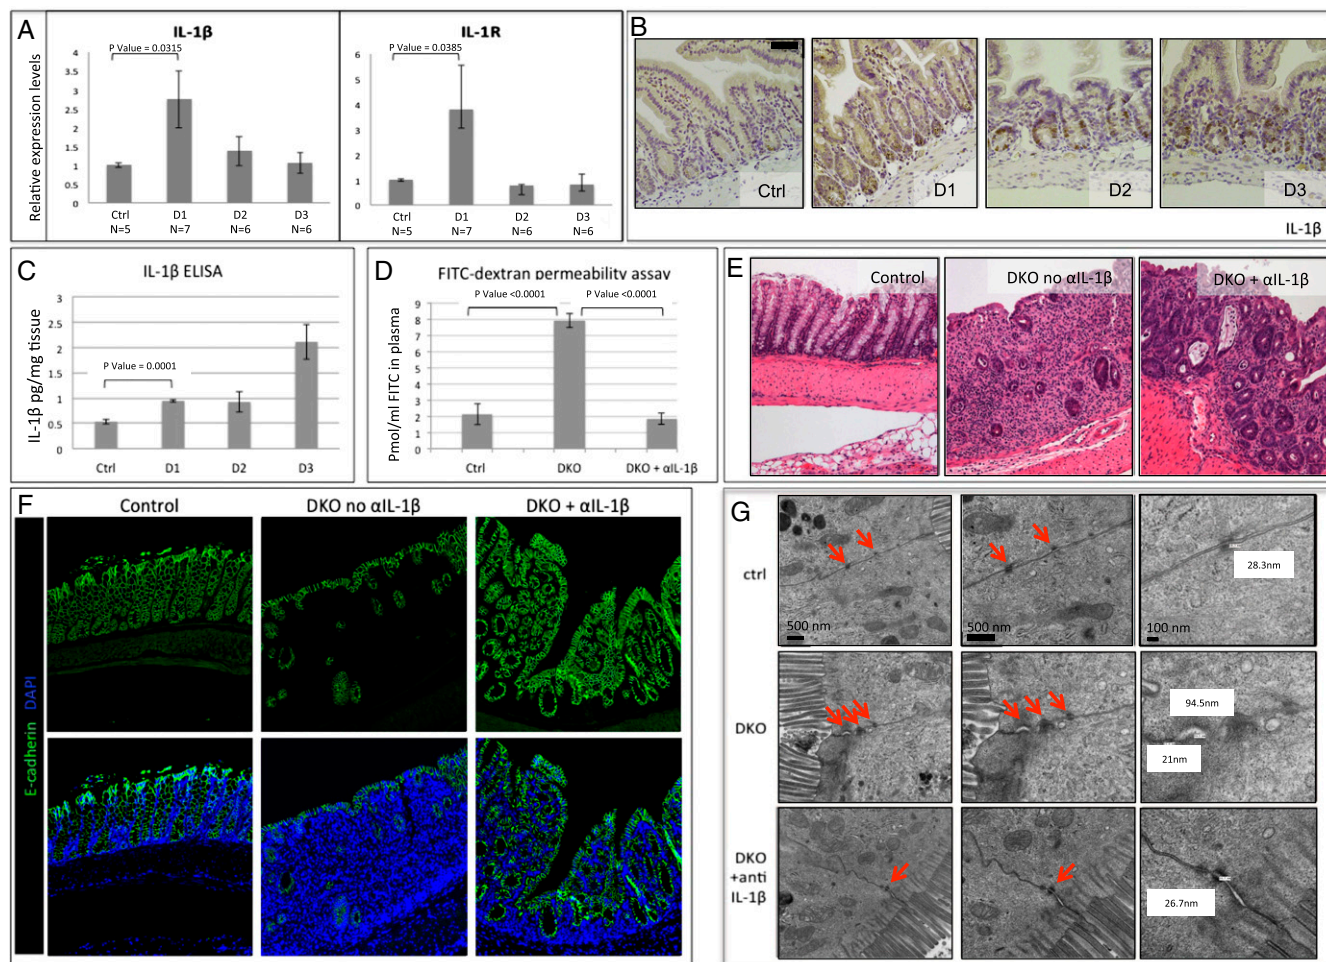 A
IL-1β
Relative expression levels
P Value = 0.0315
4
3.5
3
2.5
2
1.5
1
0.5
0
Ctrl
D1
D2
D3
N=5
N=7
N=6
N=6
IL-1R
P Value = 0.0385
8
7
6
5
4
3
2
1
0
Ctrl
D1
D2
D3
N=5
N=7
N=6
N=6
B
Ctrl
D1
D2
D3
IL-1β
C
IL-1β ELISA
IL-1β pg/mg tissue
3
2.5
2
1.5
1
0.5
0
P Value = 0.0001
Ctrl
D1
D2
D3
D
FITC-dextran permeability assay
Pmol/ml FITC in plasma
P Value <0.0001
P Value <0.0001
9
8
7
6
5
4
3
2
1
0
Ctrl
DKO
DKO + αIL-1β
E
Control
DKO no αIL-1β
DKO + αIL-1β
F
Control
DKO no αIL-1β
DKO + αIL-1β
E-cadherin DAPI
G
ctrl
500 nm
500 nm
28.3nm
100 nm
DKO
94.5nm
21nm
DKO
+anti
IL-1β
26.7nm